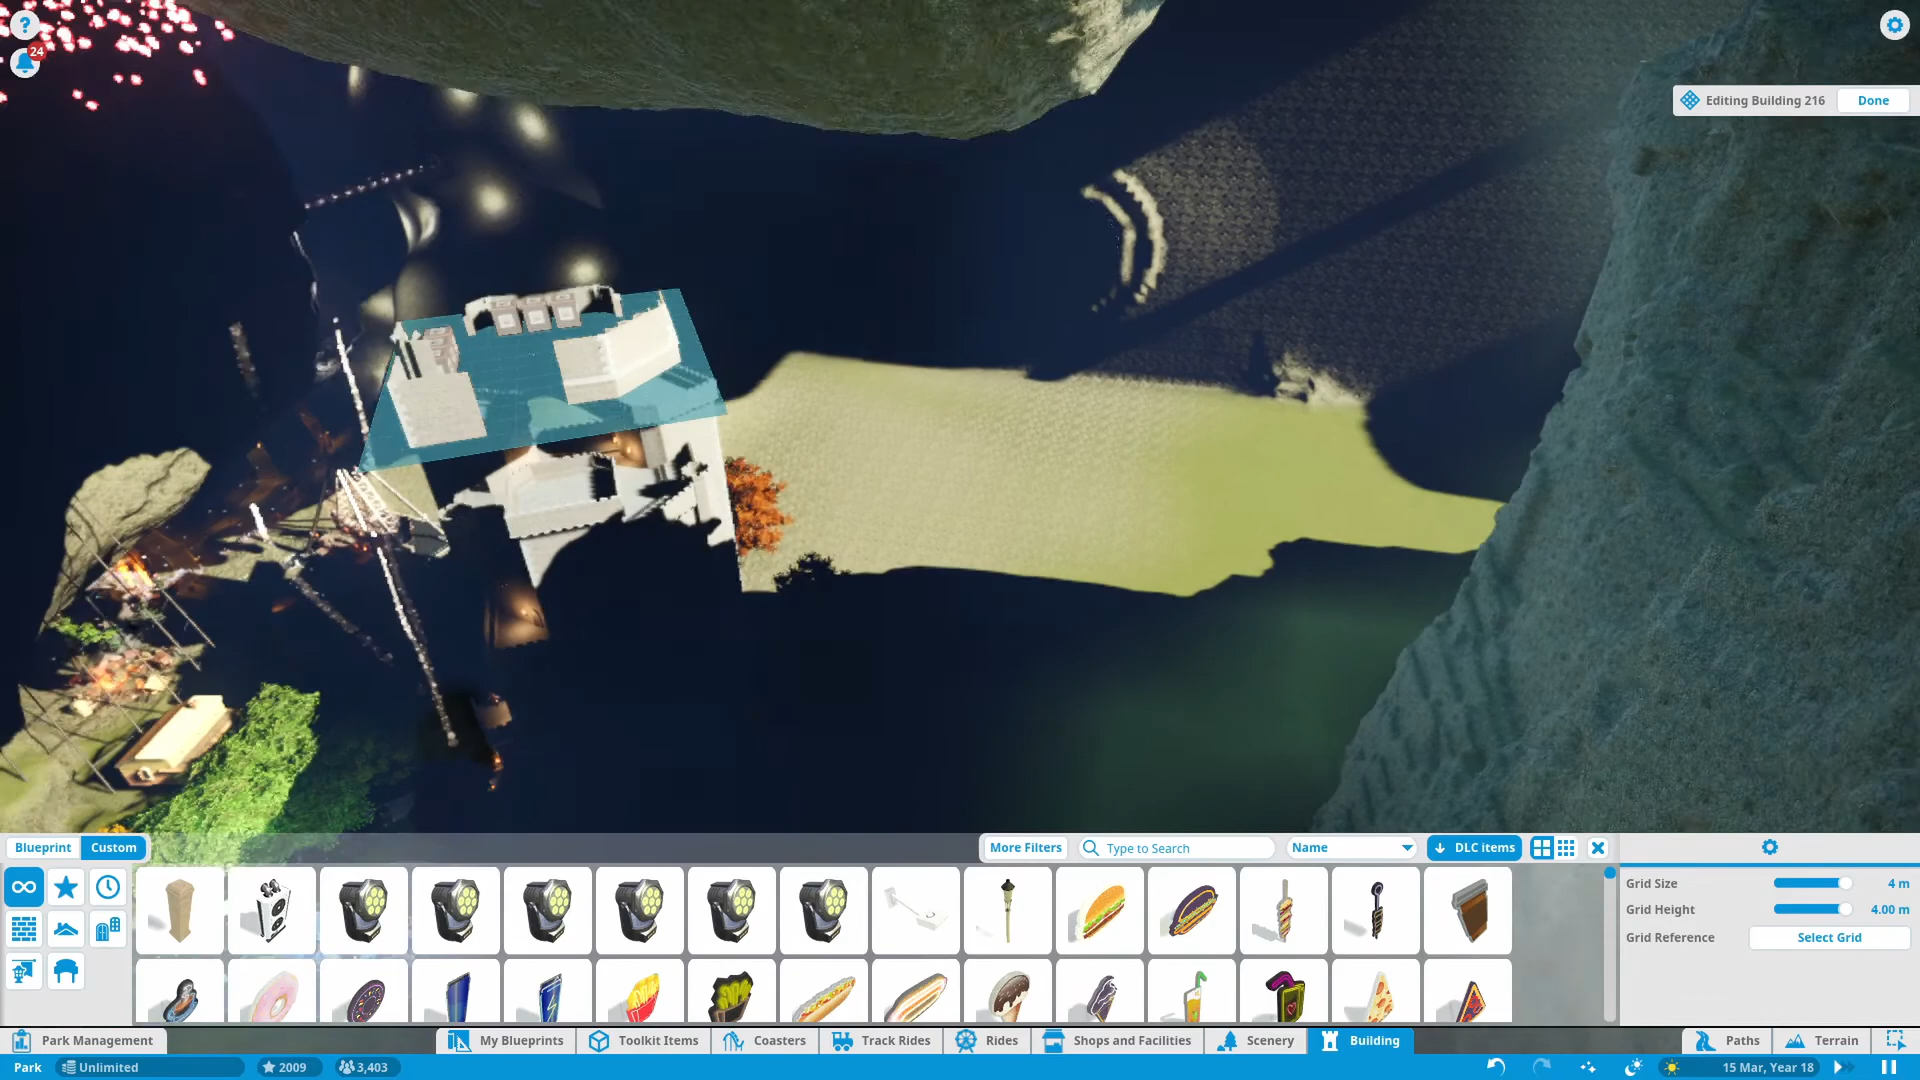 ?
24
Editing Building 216
Done
Blueprint
Custom
More Filters
Type to Search
Name
DLC items
Grid Size
4 m
Grid Height
4.00 m
Grid Reference
Select Grid
Park Management
My Blueprints
Toolkit Items
Coasters
Track Rides
Rides
Shops and Facilities
Scenery
Building
Paths
Terrain
Park
Unlimited
2009
3,403
15 Mar, Year 18